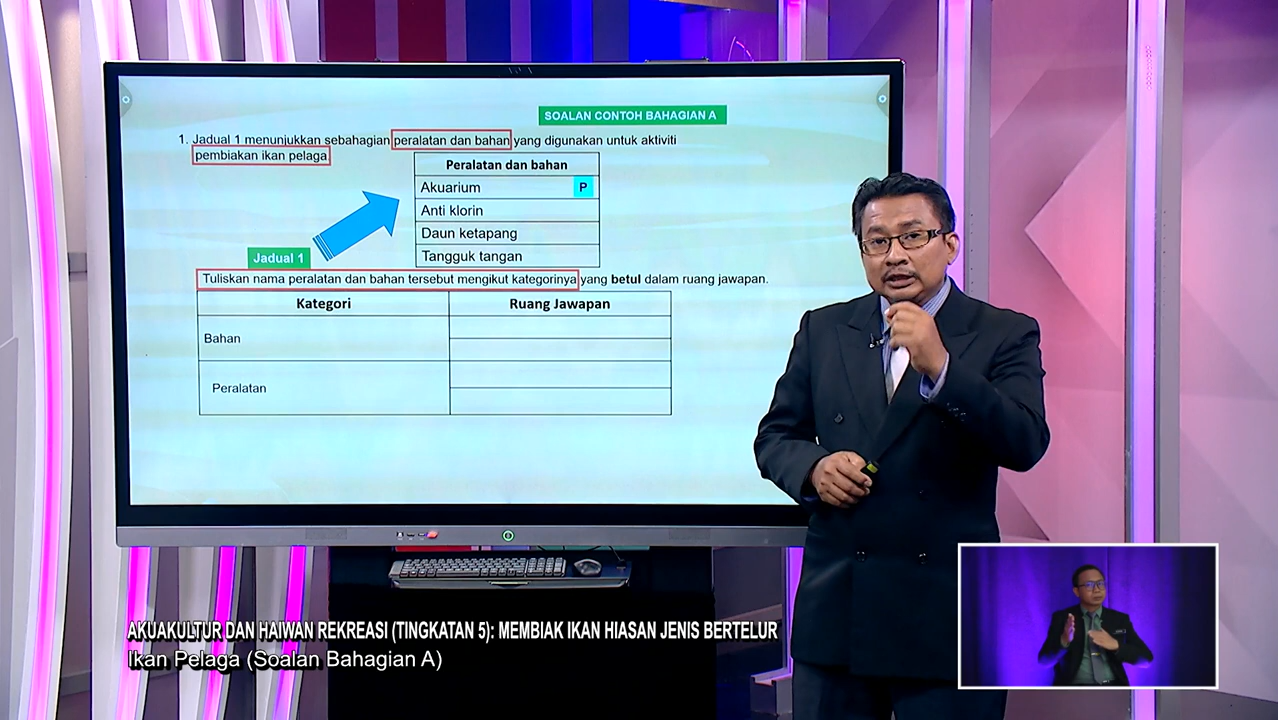 SOALAN CONTOH BAHAGIAN A
1. Jadual 1 menunjukkan sebahagian peralatan dan bahan yang digunakan untuk aktiviti
pembiakan ikan pelaga
Peralatan dan bahan
Akuarium P
Anti klorin
Daun ketapang
Tangguk tangan
Jadual 1
Tuliskan nama peralatan dan bahan tersebut mengikut kategorinya yang betul dalam ruang jawapan.
Kategori Ruang Jawapan
Bahan
Peralatan
AKUAKULTUR DAN HAIWAN REKREASI (TINGKATAN 5): MEMBIAK IKAN HIASAN JENIS BERTELUR
Ikan Pelaga (Soalan Bahagian A)